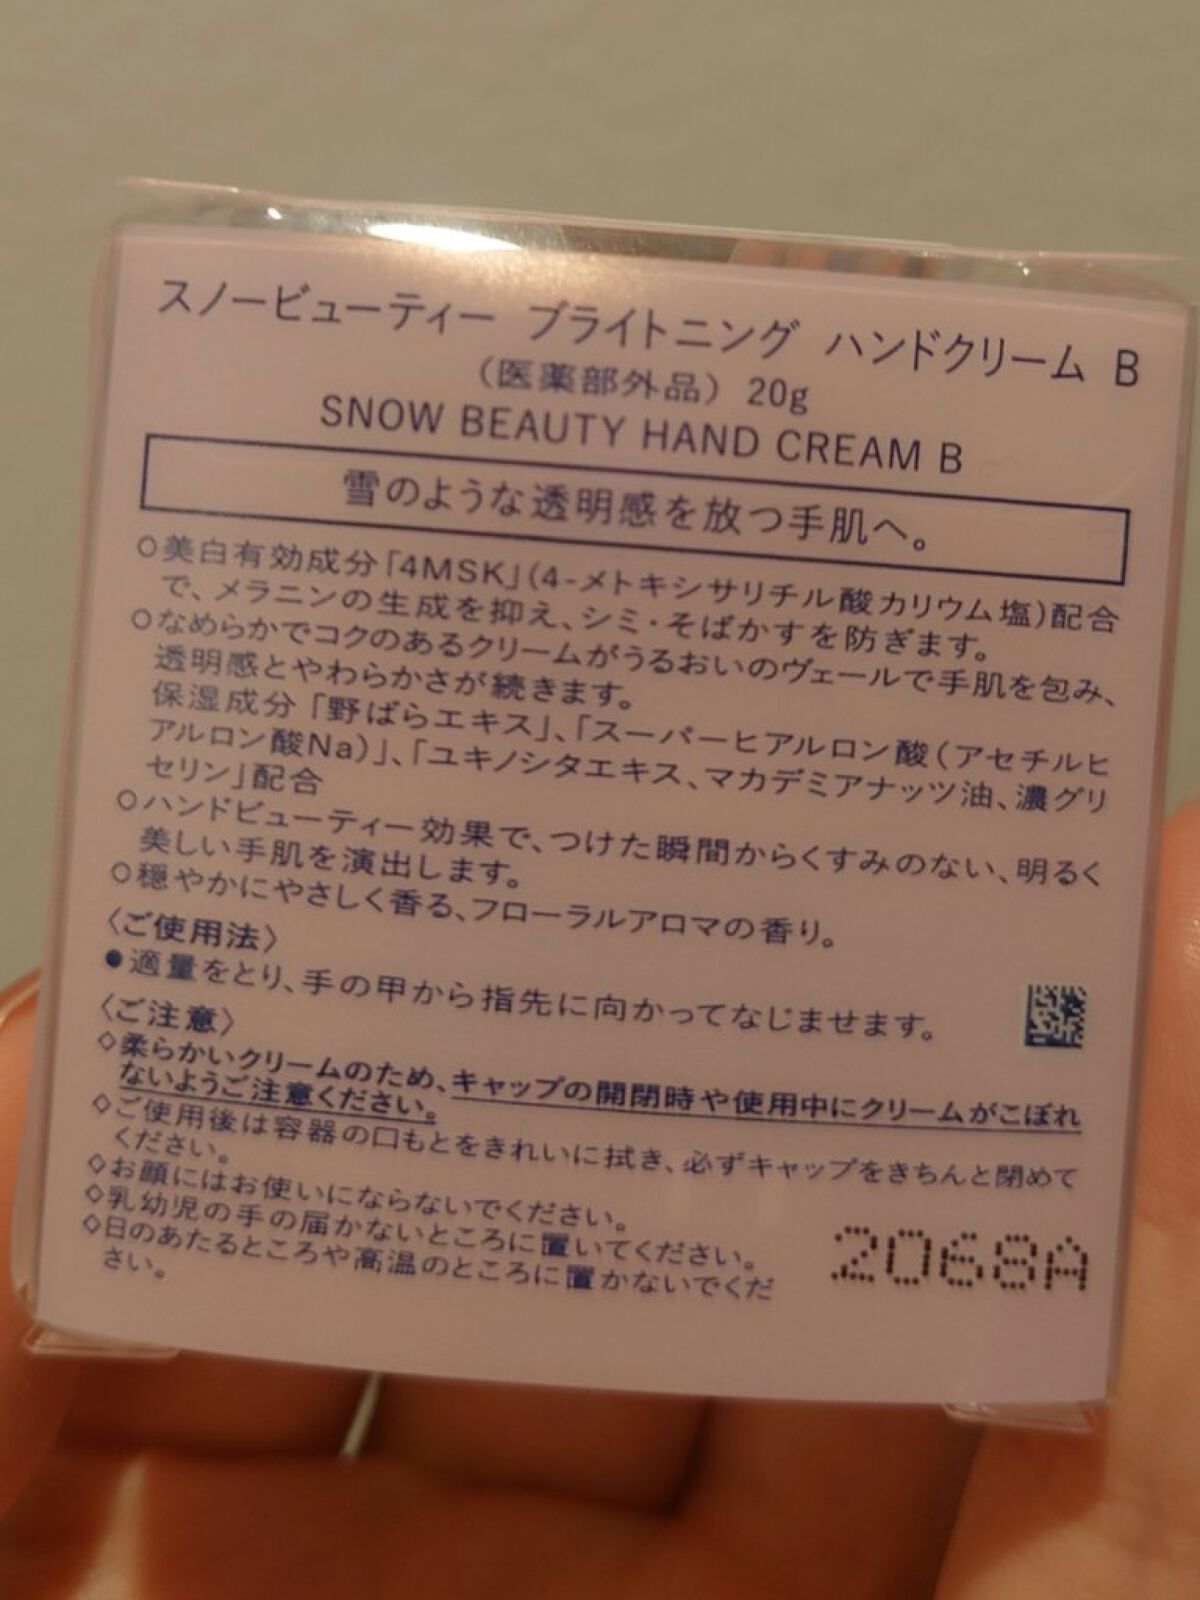 スノービューティー ブライトニング ハンドクリーム B
（医薬部外品）20g
SNOW BEAUTY HAND CREAM B
雪のような透明感を放つ手肌へ。
○美白有効成分「4MSK」（4-メトキシサリチル酸カリウム塩）配合
で、メラニンの生成を抑え、シミ・そばかすを防ぎます。
○なめらかでコクのあるクリームがうるおいのヴェールで手肌を包み、
透明感とやわらかさが続きます。
保湿成分「野ばらエキス」、「スーパーヒアルロン酸（アセチルヒ
アルロン酸Na）」、「ユキノシタエキス、マカデミアナッツ油、濃グリ
セリン」配合
○ハンドビューティー効果で、つけた瞬間からくすみのない、明るく
美しい手肌を演出します。
○穏やかにやさしく香る、フローラルアロマの香り。
〈ご使用法〉
●適量をとり、手の甲から指先に向かってなじませます。
〈ご注意〉
◇柔らかいクリームのため、キャップの開閉時や使用中にクリームがこぼれ
ないようご注意ください。
◇ご使用後は容器の口もとをきれいに拭き、必ずキャップをきちんと閉めて
ください。
◇お顔にはお使いにならないでください。
◇乳幼児の手の届かないところに置いてください。
◇日のあたるところや高温のところに置かないでくだ
さい。
2068A